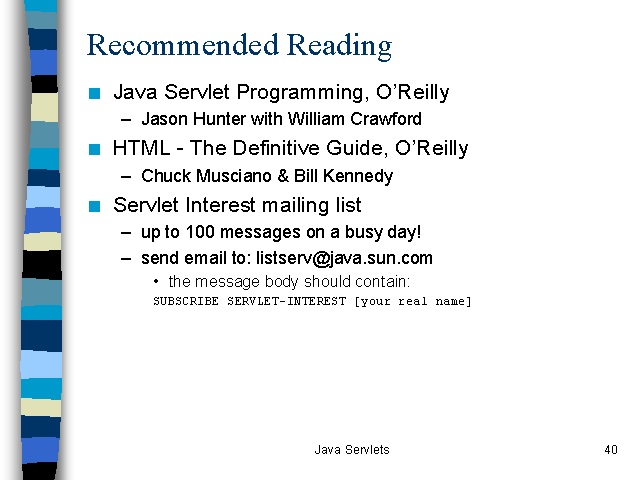 Recommended Reading
Java Servlet Programming, O'Reilly
– Jason Hunter with William Crawford
HTML - The Definitive Guide, O'Reilly
– Chuck Musciano & Bill Kennedy
Servlet Interest mailing list
– up to 100 messages on a busy day!
– send email to: listserv@java.sun.com
• the message body should contain:
SUBSCRIBE SERVLET-INTEREST [your real name]
Java Servlets
40